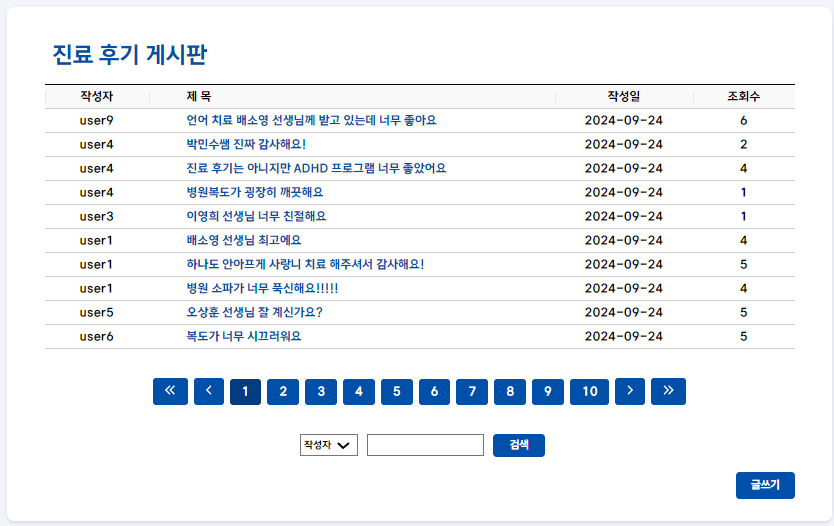 진료 후기 게시판
작성자 제 목 작성일 조회수
user9 언어 치료 배소영 선생님께 받고 있는데 너무 좋아요 2024-09-24 6
user4 박민수쌤 진짜 감사해요! 2024-09-24 2
user4 진료 후기는 아니지만 ADHD 프로그램 너무 좋았어요 2024-09-24 4
user4 병원복도가 굉장히 깨끗해요 2024-09-24 1
user3 이영희 선생님 너무 친절해요 2024-09-24 1
user1 배소영 선생님 최고에요 2024-09-24 4
user1 하나도 안아프게 사랑니 치료 해주셔서 감사해요! 2024-09-24 5
user1 병원 소파가 너무 푹신해요!!!!! 2024-09-24 4
user5 오상훈 선생님 잘 계신가요? 2024-09-24 5
user6 복도가 너무 시끄러워요 2024-09-24 5
« ‹ 1 2 3 4 5 6 7 8 9 10 › »
작성자 검색
글쓰기